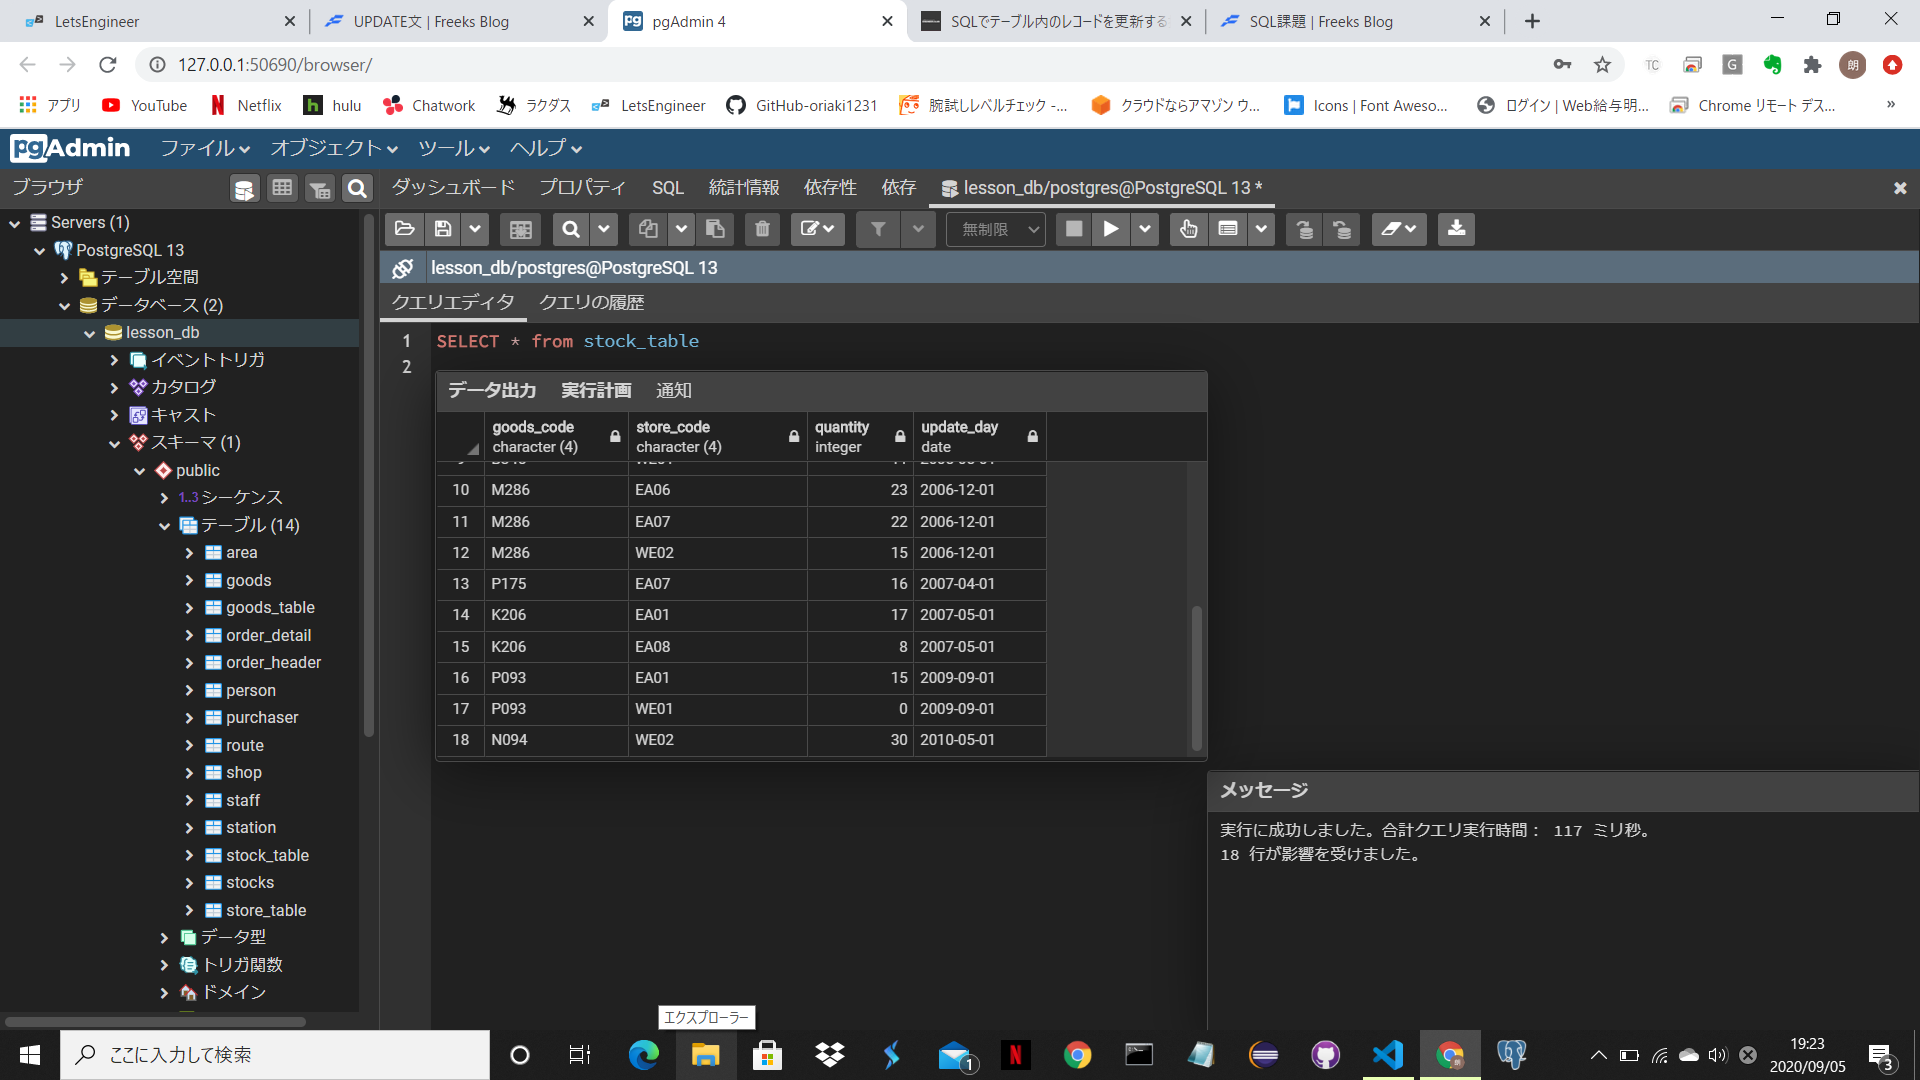 LetsEngineer
UPDATE文 | Freeks Blog
pgAdmin 4
SQLでテーブル内のレコードを更新する
SQL課題 | Freeks Blog
127.0.0.1:50690/browser/
TC
G
朗
アプリ
YouTube
Netflix
hulu
Chatwork
ラクダス
LetsEngineer
GitHub-oriaki1231
腕試しレベルチェック -...
クラウドならアマゾン ウ...
Icons | Font Aweso...
ログイン | Web給与明...
Chrome リモート デス...
»
pgAdmin
ファイル
オブジェクト
ツール
ヘルプ
ブラウザ
ダッシュボード
プロパティ
SQL
統計情報
依存性
依存
lesson_db/postgres@PostgreSQL 13 *
無制限
lesson_db/postgres@PostgreSQL 13
クエリエディタ
クエリの履歴
Servers (1)
PostgreSQL 13
テーブル空間
データベース (2)
lesson_db
イベントトリガ
カタログ
キャスト
スキーマ (1)
public
1..3 シーケンス
テーブル (14)
area
goods
goods_table
order_detail
order_header
person
purchaser
route
shop
staff
station
stock_table
stocks
store_table
データ型
トリガ関数
ドメイン
1 SELECT * from stock_table
2
データ出力 実行計画 通知
goods_code character (4)
store_code character (4)
quantity integer
update_day date
10 M286 EA06 23 2006-12-01
11 M286 EA07 22 2006-12-01
12 M286 WE02 15 2006-12-01
13 P175 EA07 16 2007-04-01
14 K206 EA01 17 2007-05-01
15 K206 EA08 8 2007-05-01
16 P093 EA01 15 2009-09-01
17 P093 WE01 0 2009-09-01
18 N094 WE02 30 2010-05-01
メッセージ
実行に成功しました。合計クエリ実行時間： 117 ミリ秒。
18 行が影響を受けました。
エクスプローラー
ここに入力して検索
1
N
19:23
2020/09/05
3